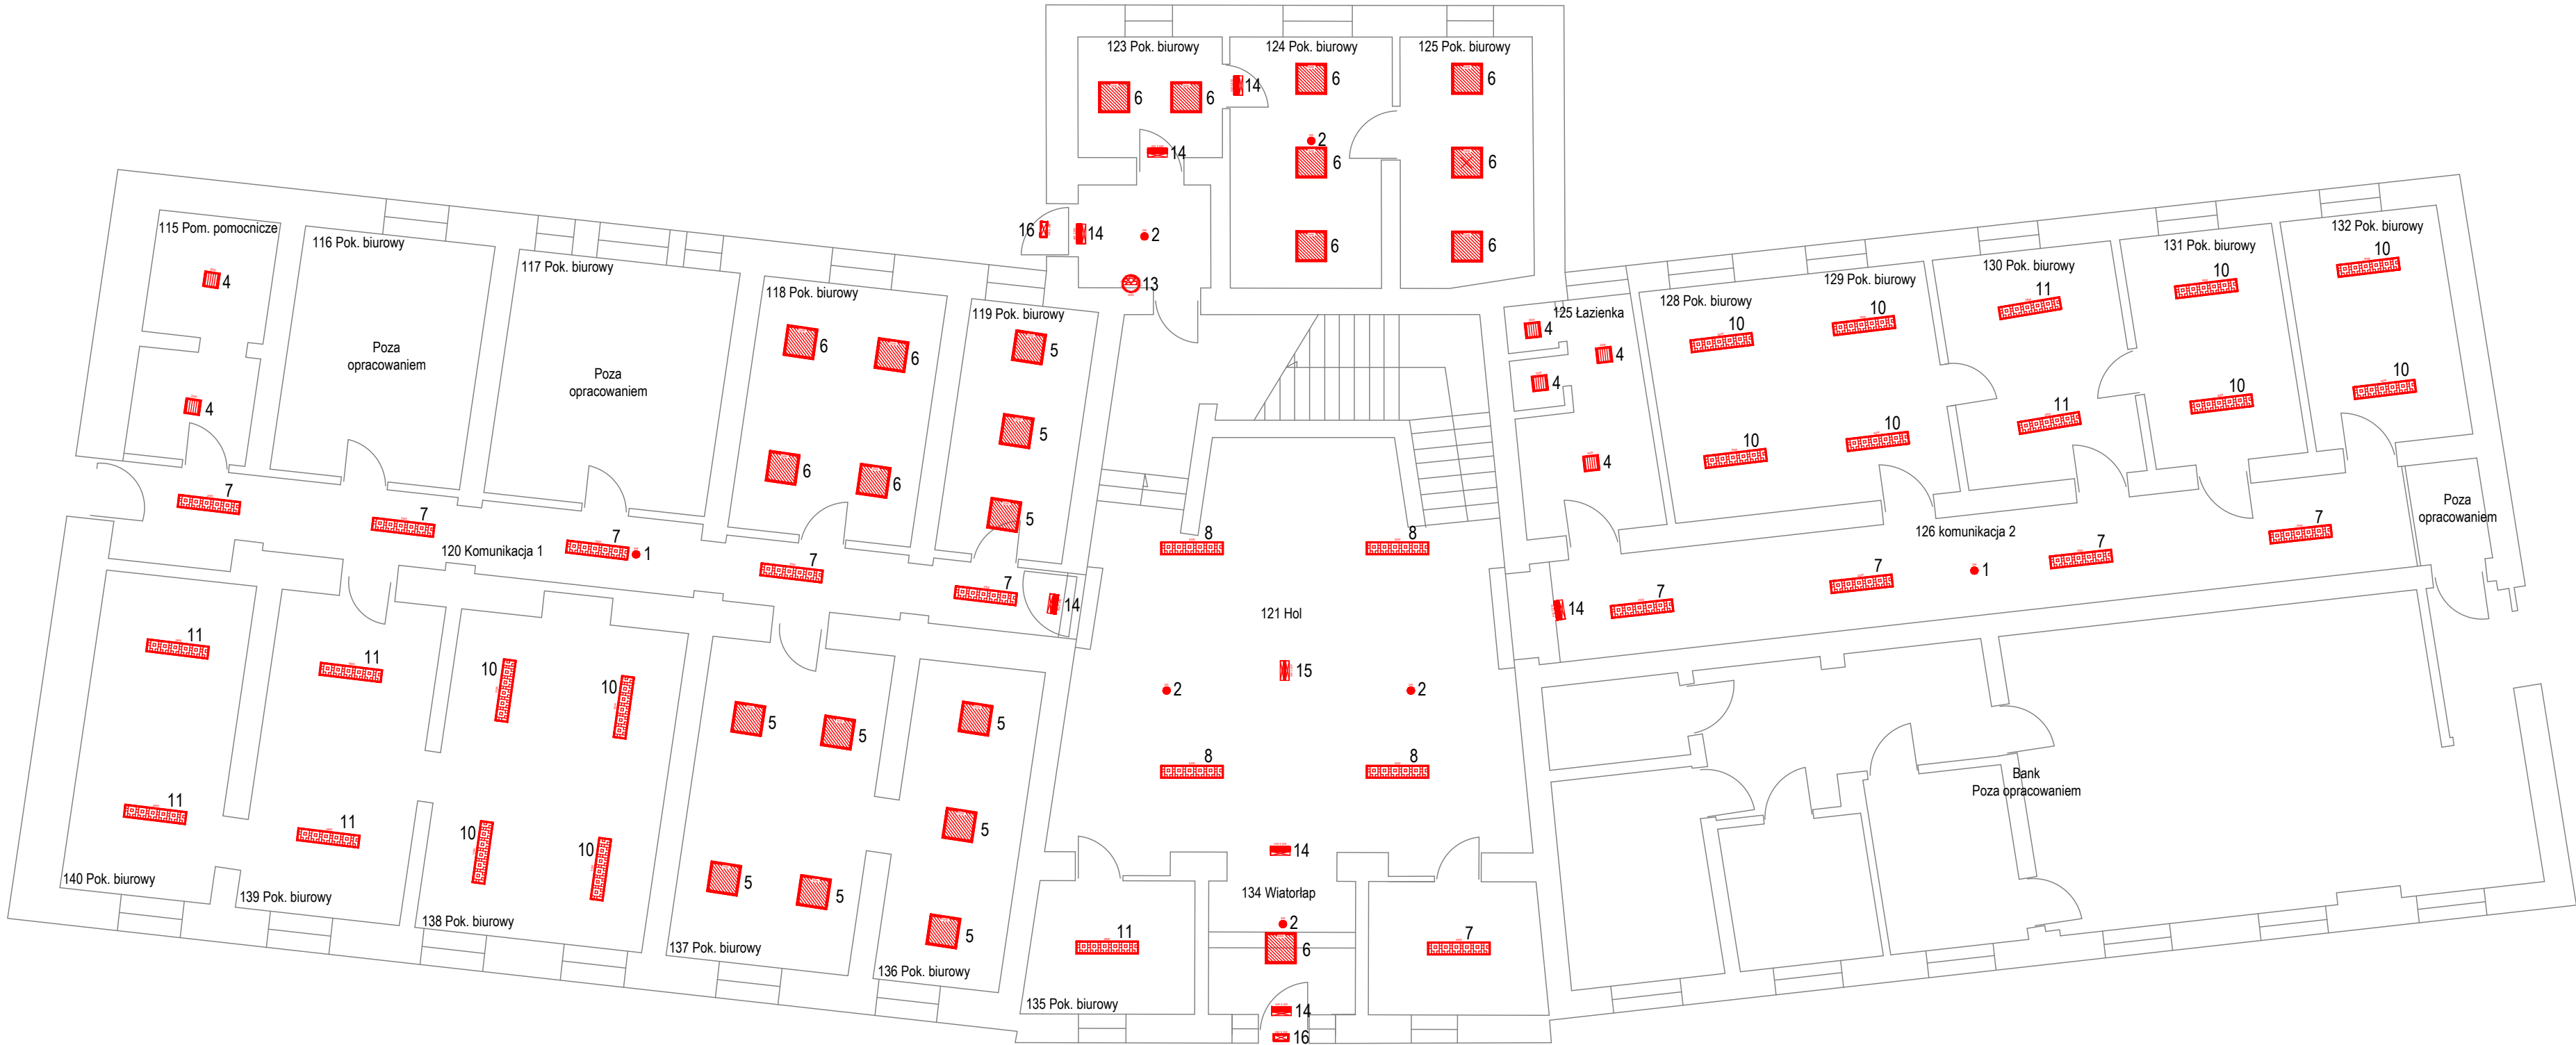 123 Pok. biurowy
124 Pok. biurowy
125 Pok. biurowy
6
6
14
6
6
2
6
6
14
6
6
16
14
2
13
115 Pom. pomocnicze
4
4
116 Pok. biurowy
Poza
opracowaniem
117 Pok. biurowy
Poza
opracowaniem
118 Pok. biurowy
6
6
6
6
119 Pok. biurowy
5
5
5
125 Łazienka
4
4
4
4
128 Pok. biurowy
10
10
129 Pok. biurowy
10
10
130 Pok. biurowy
11
11
131 Pok. biurowy
10
10
132 Pok. biurowy
10
10
Poza
opracowaniem
7
7
120 Komunikacja 1
7
1
7
7
14
8
8
121 Hol
15
2
2
8
8
14
126 komunikacja 2
7
7
1
7
7
14
11
11
140 Pok. biurowy
11
11
139 Pok. biurowy
10
10
10
10
138 Pok. biurowy
5
5
5
5
137 Pok. biurowy
5
5
5
136 Pok. biurowy
11
135 Pok. biurowy
134 Wiatorłap
2
6
14
16
7
Bank
Poza opracowaniem